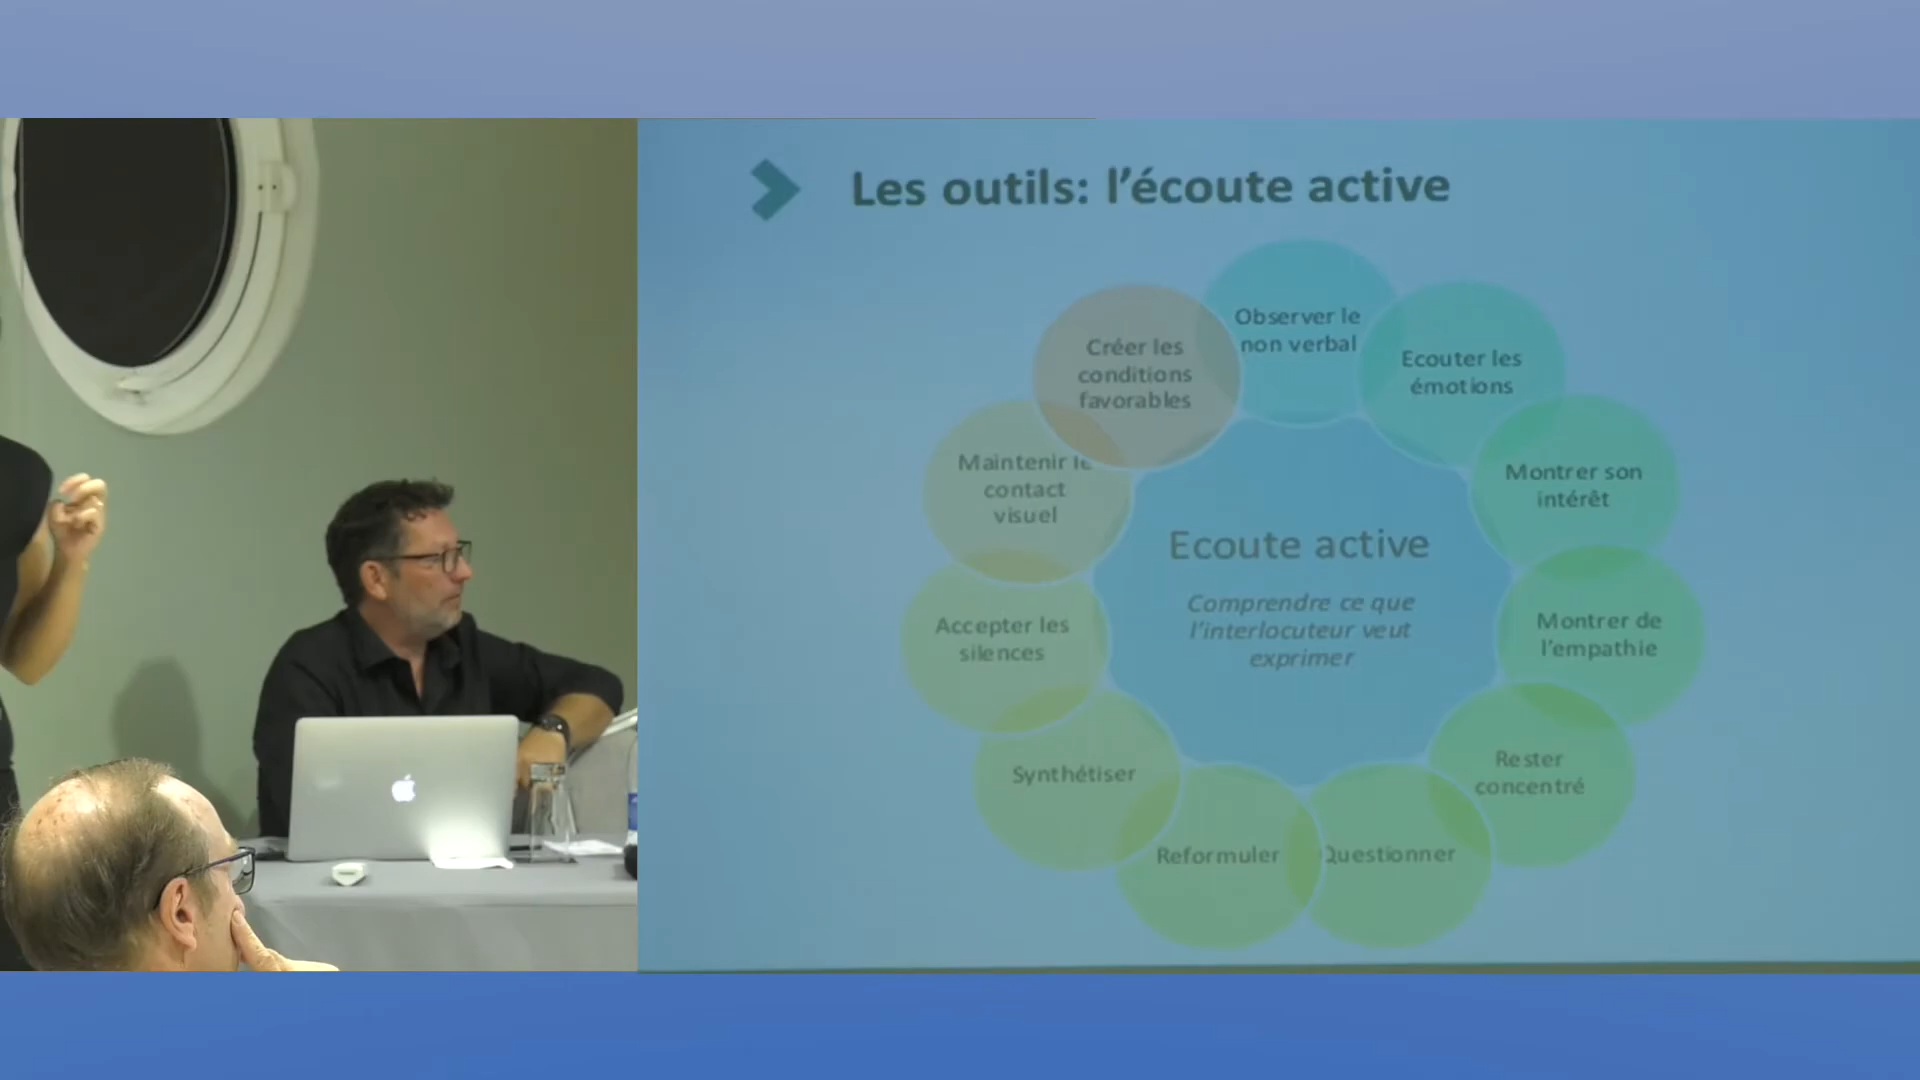 Les outils: l'écoute active
Observer le
non verbal
Ecouter les
émotions
Montrer son
intérêt
Montrer de
l'empathie
Rester
concentré
Questionner
Reformuler
Synthétiser
Accepter les
silences
Maintenir le
contact
visuel
Créer les
conditions
favorables
Ecoute active
Comprendre ce que
l'interlocuteur veut
exprimer